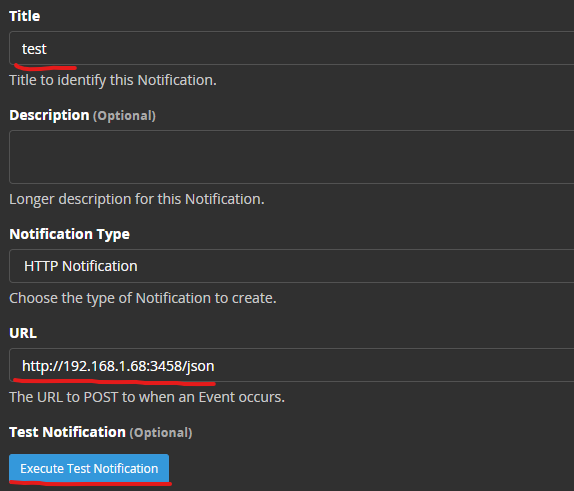 Title
test
Title to identify this Notification.
Description (Optional)
Longer description for this Notification.
Notification Type
HTTP Notification
Choose the type of Notification to create.
URL
http://192.168.1.68:3458/json
The URL to POST to when an Event occurs.
Test Notification (Optional)
Execute Test Notification